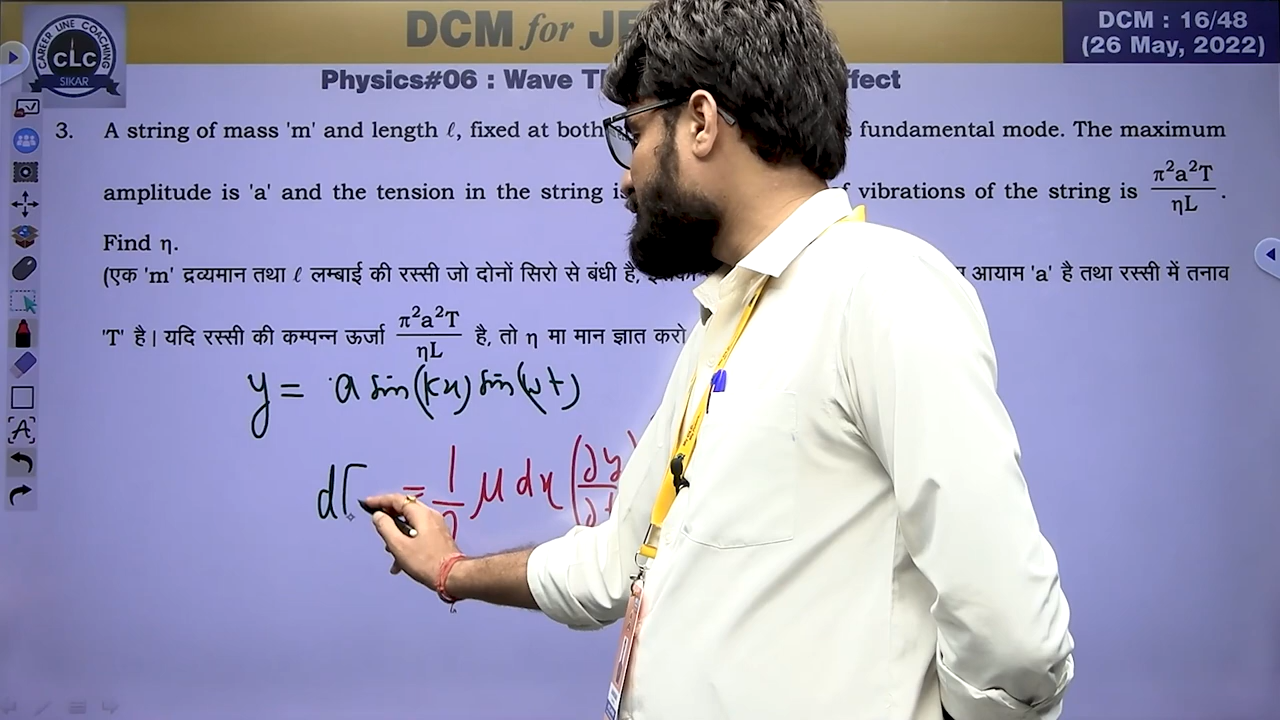 DCM for JE
DCM : 16/48
(26 May, 2022)
CAREER LINE COACHING
CLC
SIKAR
Physics#06 : Wave Th ffect
3. A string of mass 'm' and length ℓ, fixed at both s fundamental mode. The maximum
amplitude is 'a' and the tension in the string is f vibrations of the string is π²a²T/ηL.
Find η.
(एक 'm' द्रव्यमान तथा ℓ लम्बाई की रस्सी जो दोनों सिरो से बंधी है, आयाम 'a' है तथा रस्सी में तनाव
'T' है। यदि रस्सी की कम्पन्न ऊर्जा π²a²T/ηL है, तो η मा मान ज्ञात करो
y = a sin(kx) sin(ωt)
= 1/2 μ dx (∂y/∂t